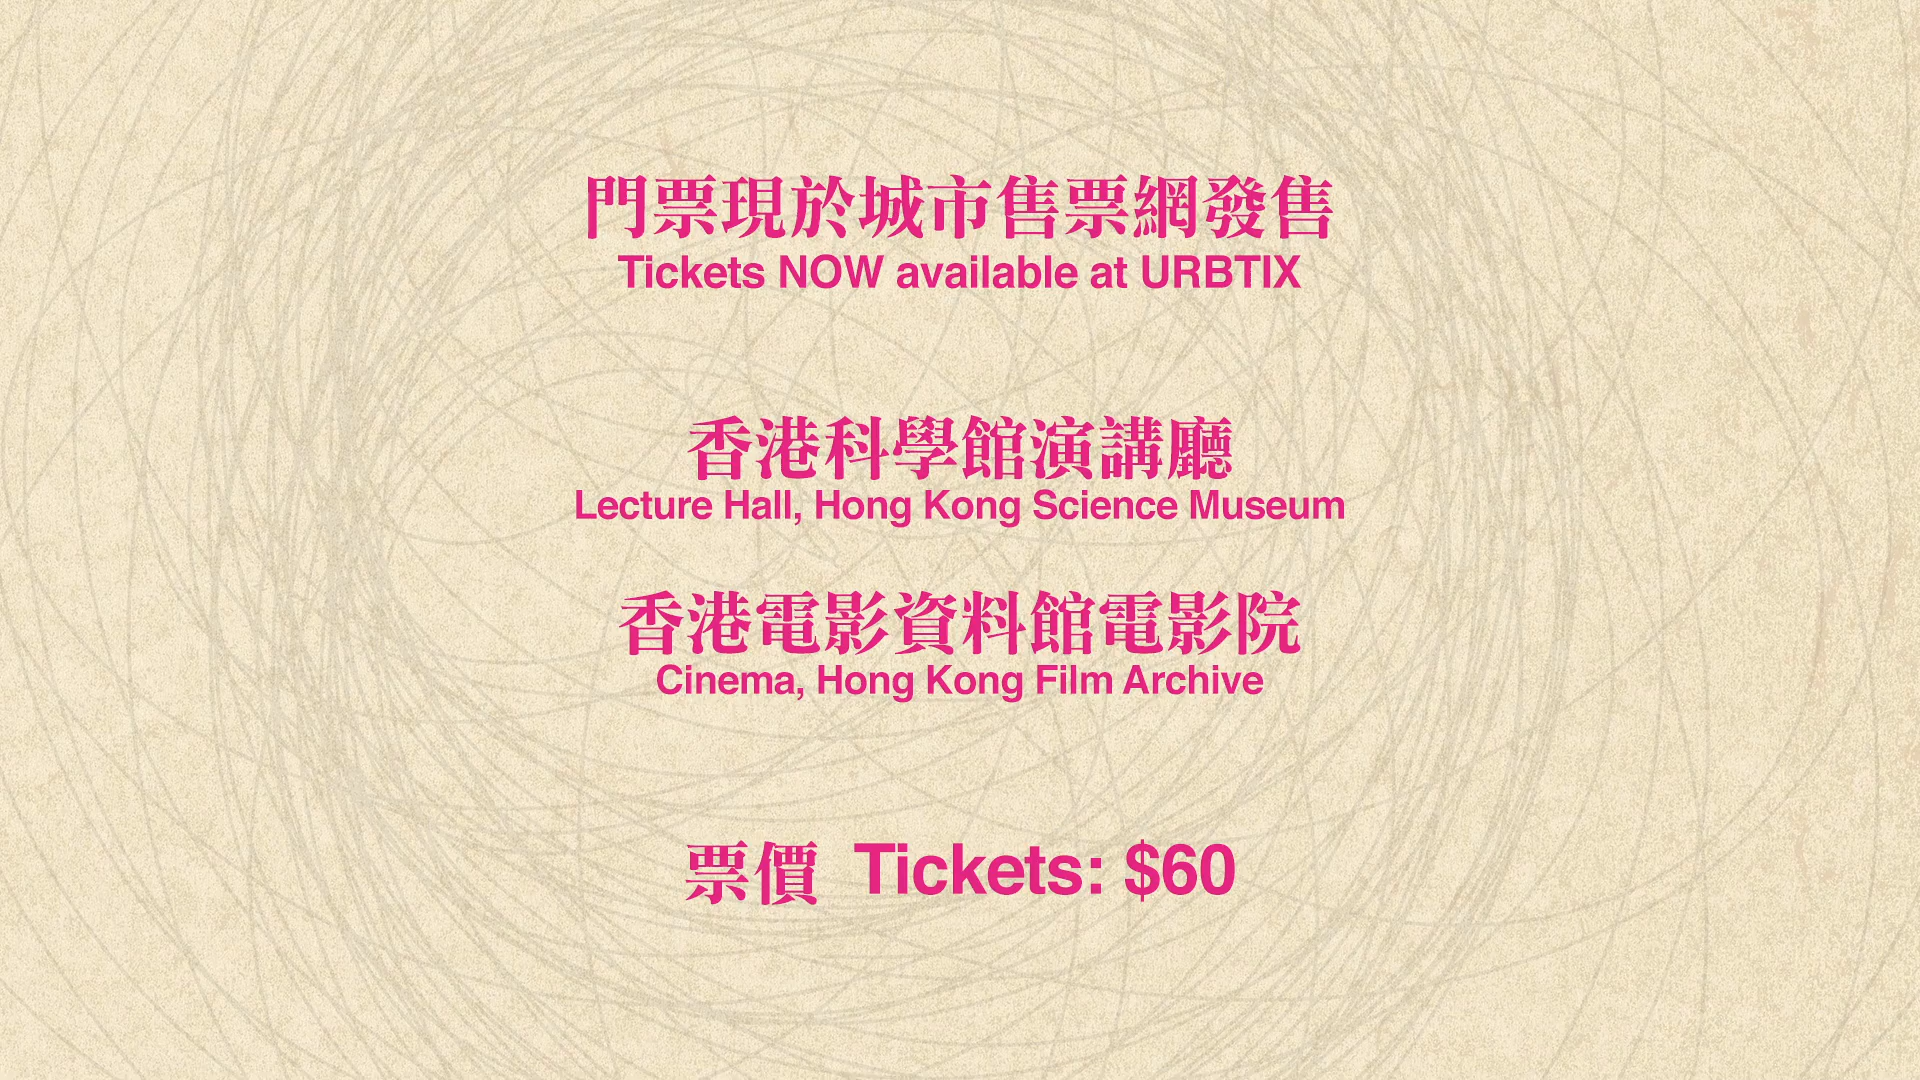 門票現於城市售票網發售
Tickets NOW available at URBTIX
香港科學館演講廳
Lecture Hall, Hong Kong Science Museum
香港電影資料館電影院
Cinema, Hong Kong Film Archive
票價 Tickets: $60